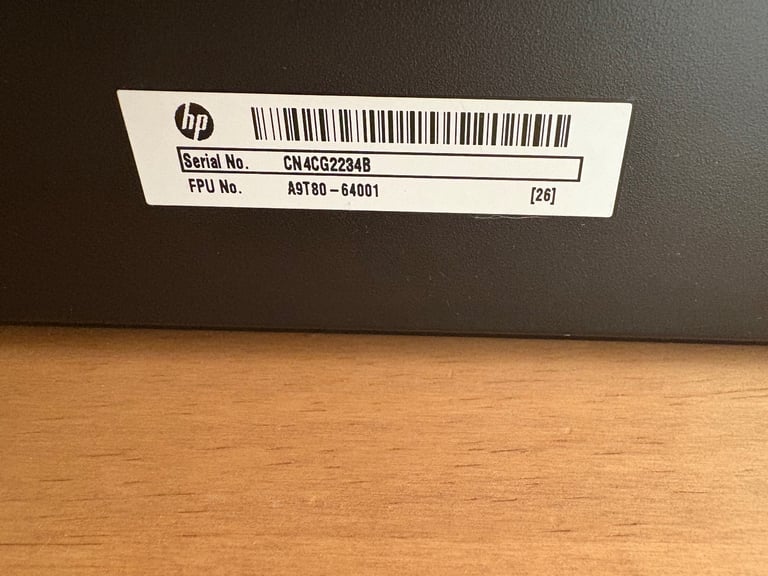 hp
Serial No. CN4CG2234B
FPU No. A9T80-64001 [26]